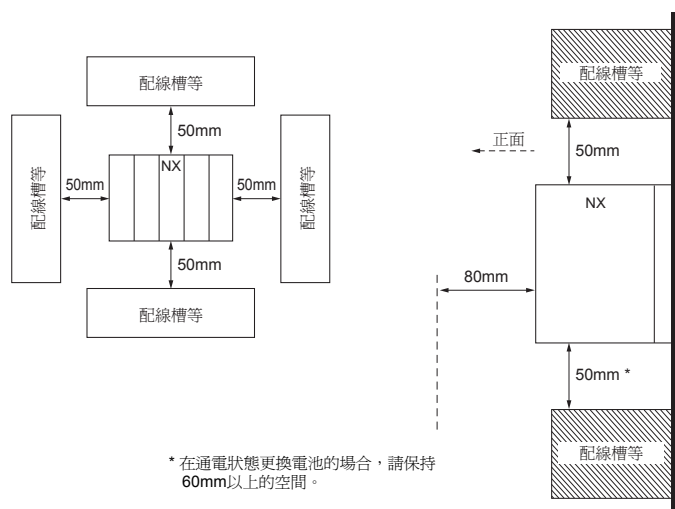 配線槽等
50mm
NX
配線槽等
50mm
50mm
配線槽等
50mm
配線槽等
配線槽等
正面
50mm
NX
80mm
50mm *
配線槽等
* 在通電狀態更換電池的場合，請保持
60mm以上的空間。